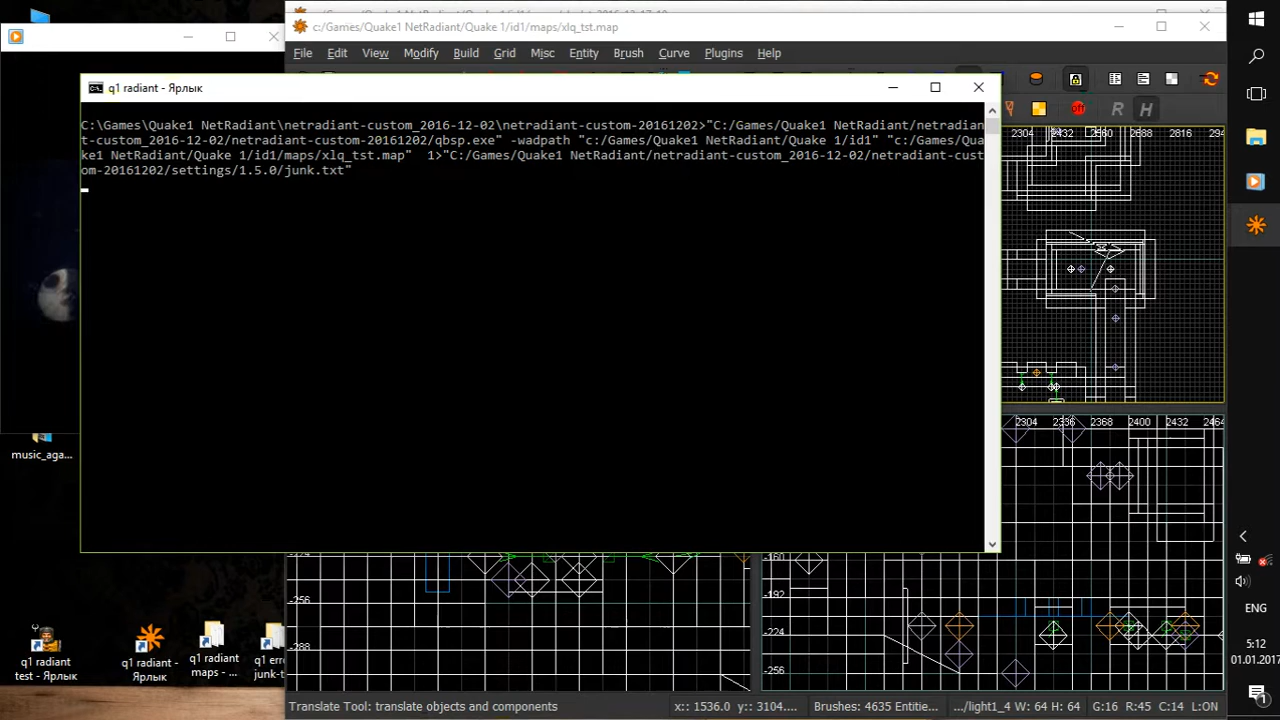 c:/Games/Quake1 NetRadiant/Quake 1/id1/maps/xlq_tst.map
File Edit View Modify Build Grid Misc Entity Brush Curve Plugins Help
q1 radiant - Ярлык
C:\Games\Quake1 NetRadiant\netradiant-custom_2016-12-02\netradiant-custom-20161202>"C:/Games/Quake1 NetRadiant/netradian
t-custom_2016-12-02/netradiant-custom-20161202/qbsp.exe" -wadpath "c:/Games/Quake1 NetRadiant/Quake 1/id1" "c:/Games/Qua
ke1 NetRadiant/Quake 1/id1/maps/xlq_tst.map"  1>"C:/Games/Quake1 NetRadiant/netradiant-custom_2016-12-02/netradiant-cust
om-20161202/settings/1.5.0/junk.txt"
off R H
2304 2432 2560 2688 2816 294
2304 2336 2368 2400 2432 2464
music_aga...
-224
-256
-288
-160
-192
-224
-256
q1 radiant
test - Ярлык
q1 radiant -
Ярлык
q1 radiant
maps - ...
q1 erro
junk-t
Translate Tool: translate objects and components
x:: 1536.0 y:: 3104....
Brushes: 4635 Entitie...
.../light1_4 W: 64 H: 64
G:16 R:45 C:14 L:ON
ENG
5:12
01.01.2017
1